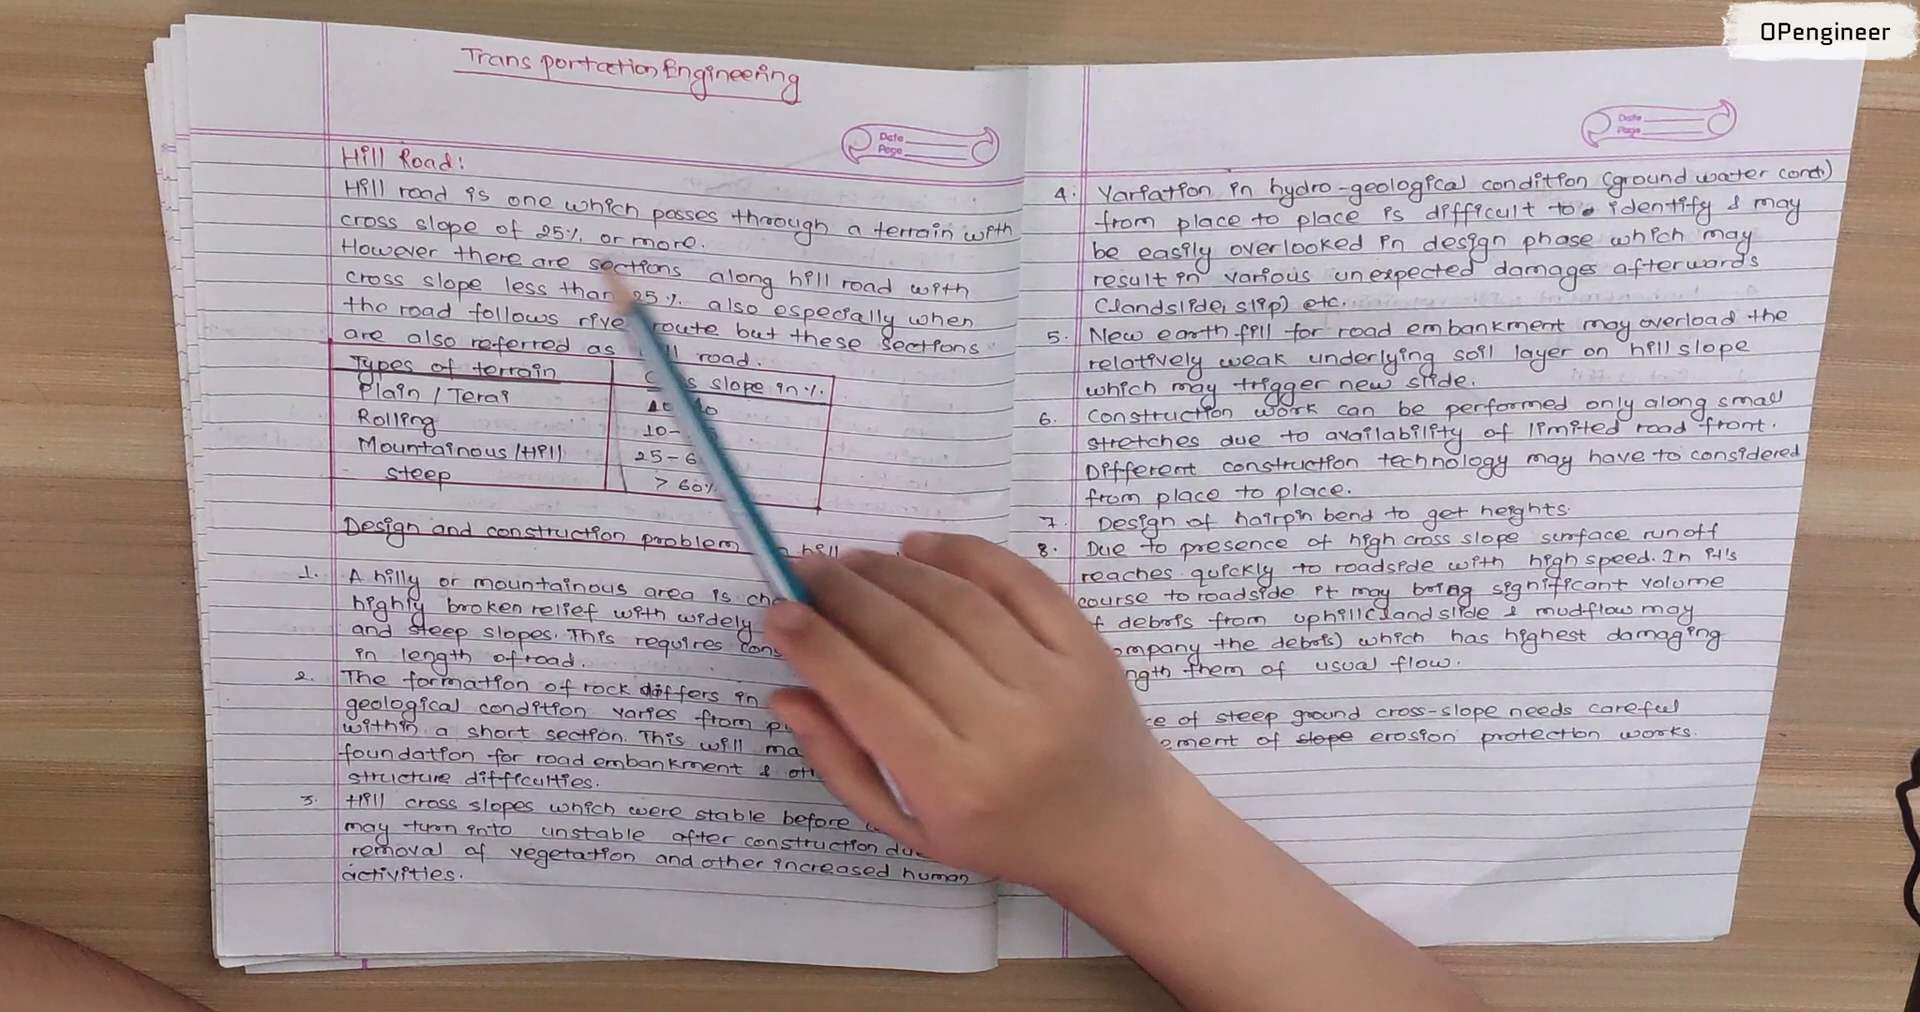 OPengineer
Transportation Engineering
Date
Page
Hill Road:
Hill road is one which passes through a terrain with
cross slope of 25% or more.
However there are sections along hill road with
cross slope less than 25% also especially when
the road follows route but these sections
are also referred as road.
Types of terrain slope in %
Plain / Terai
Rolling 10-
Mountainous / Hill 25-6
steep > 60%
Design and construction problem hill
1. A hilly or mountainous area is
highly broken relief with widely
and steep slopes. This requires
in length of road.
2. The formation of rock differs in
geological condition varies from
within a short section. This will
foundation for road embankment &
structure difficulties.
3. Hill cross slopes which were stable before
may turn into unstable after construction
removal of vegetation and other increased human
activities.
Date
Page
4. Variation in hydro-geological condition (ground water cond)
from place to place is difficult to identify & may
be easily overlooked in design phase which may
result in various unexpected damages afterwards
(landslide, slip) etc.
5. New earth fill for road embankment may overload the
relatively weak underlying soil layer on hill slope
which may trigger new slide.
6. Construction work can be performed only along small
stretches due to availability of limited road front.
Different construction technology may have to considered
from place to place.
7. Design of hairpin bend to get heights.
8. Due to presence of high cross slope surface runoff
reaches quickly to roadside with high speed. In it's
course to roadside it may bring significant volume
debris from uphill (landslide & mudflow may
the debris) which has highest damaging
them of usual flow.
of steep ground cross-slope needs careful
of slope erosion protection works.